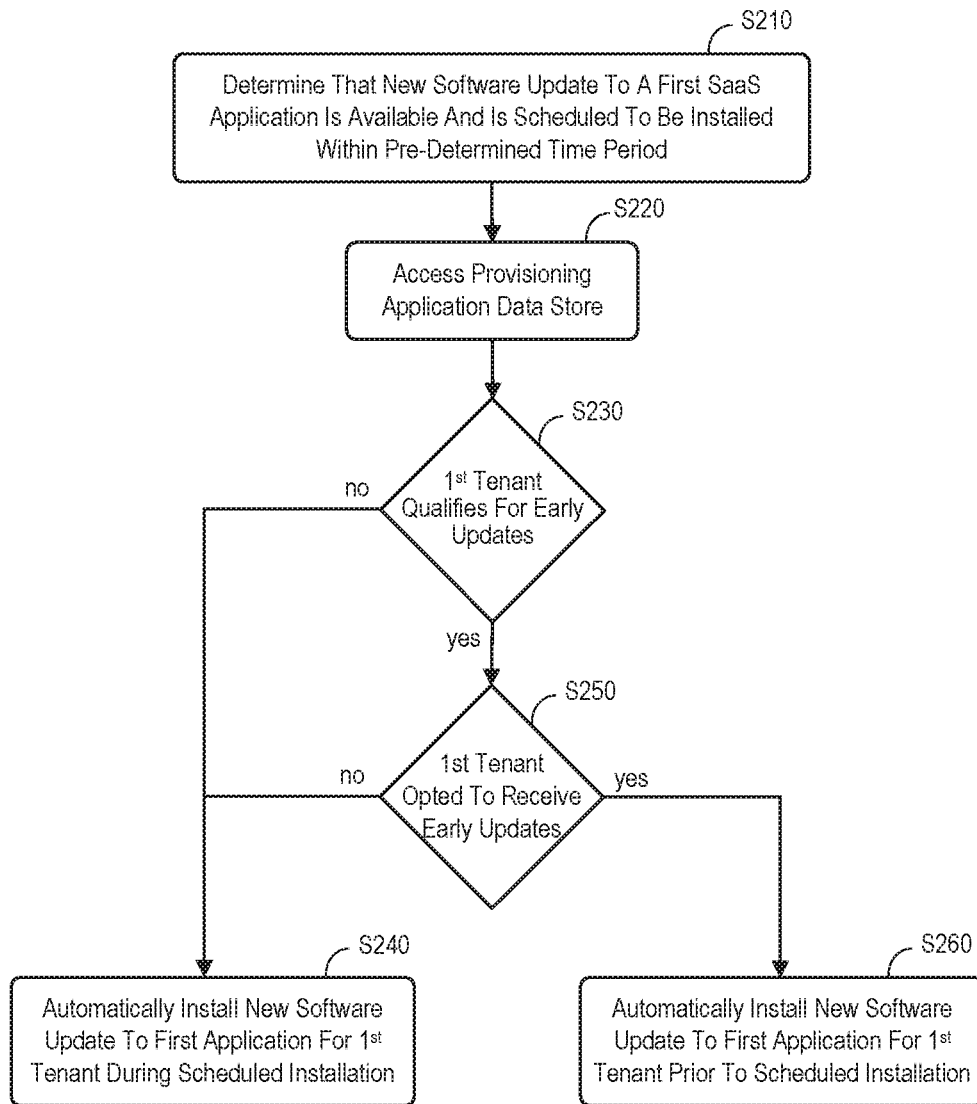 S210
Determine That New Software Update To A First SaaS
Application Is Available And Is Scheduled To Be Installed
Within Pre-Determined Time Period
S220
Access Provisioning
Application Data Store
S230
1st Tenant
Qualifies For Early
Updates
no
yes
S250
1st Tenant
Opted To Receive
Early Updates
no
yes
S240
Automatically Install New Software
Update To First Application For 1st
Tenant During Scheduled Installation
S260
Automatically Install New Software
Update To First Application For 1st
Tenant Prior To Scheduled Installation